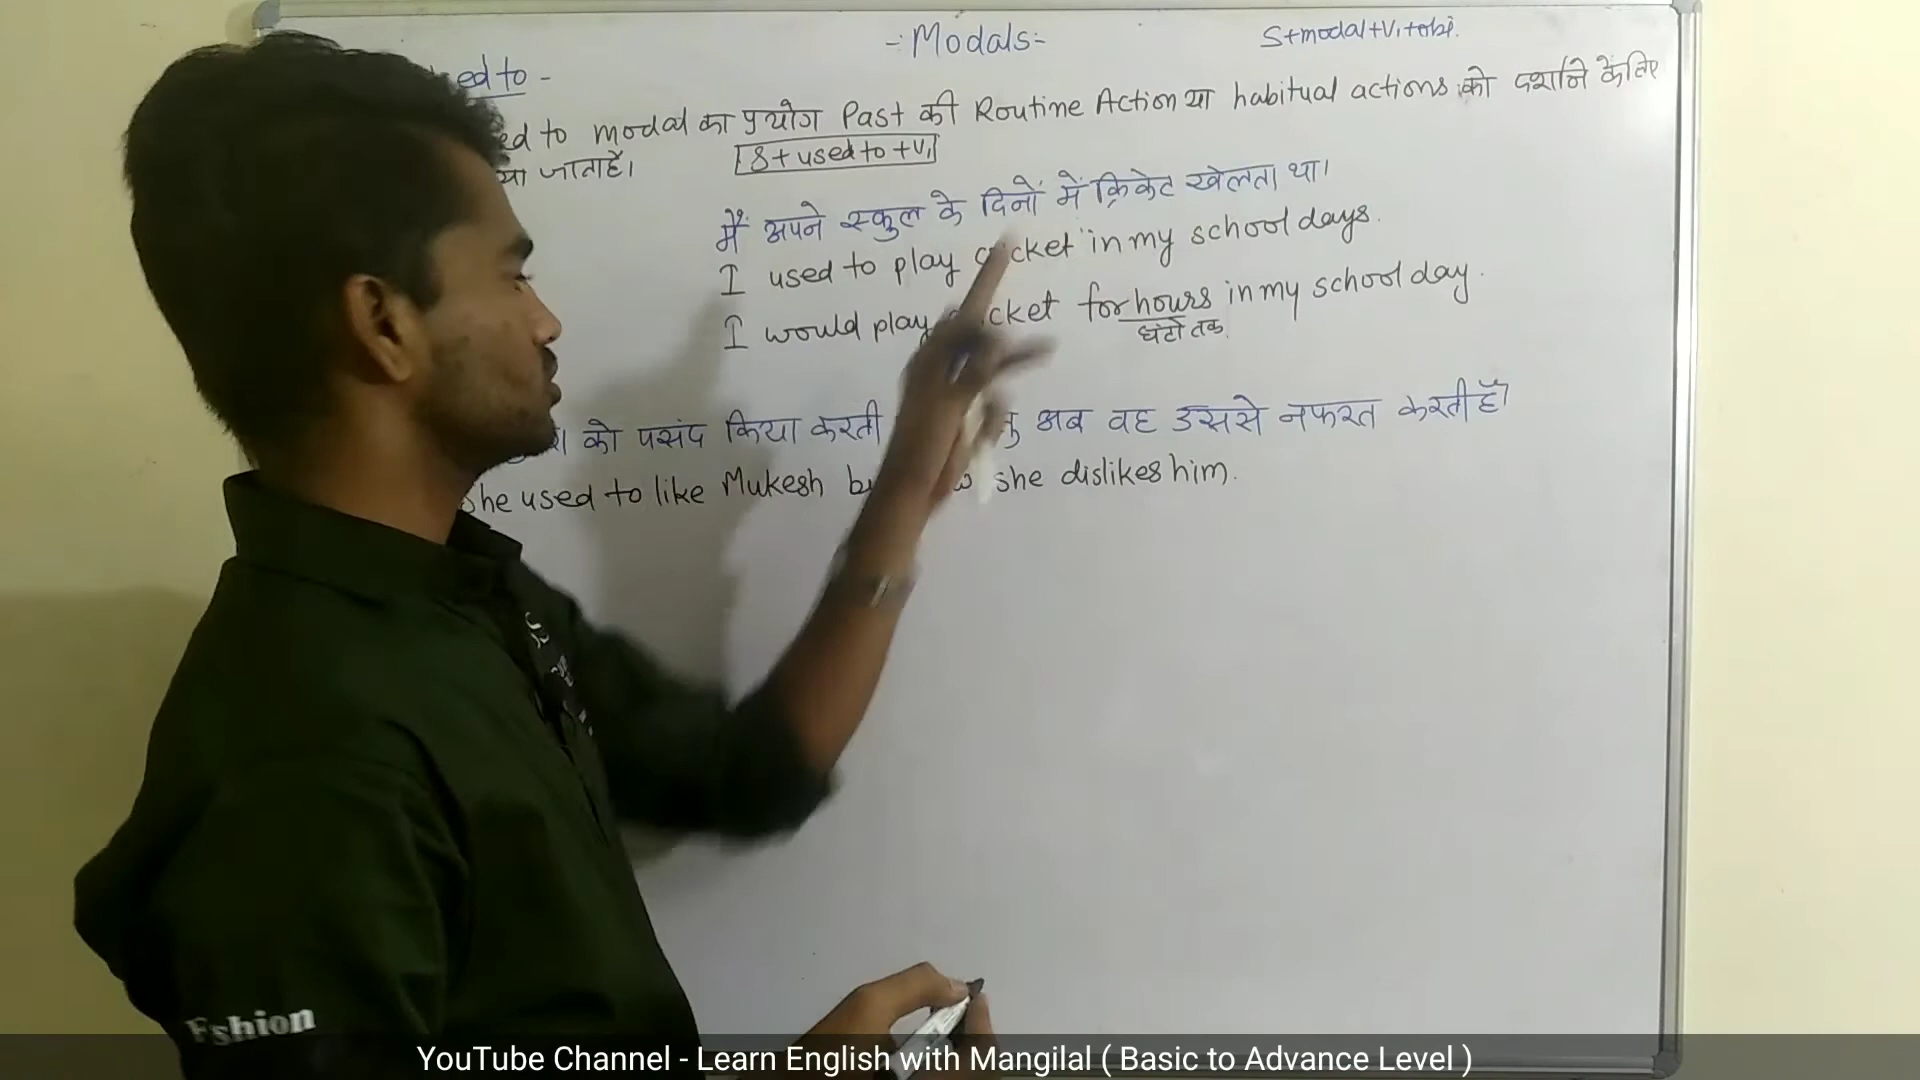 -:Modals:-
S+modal+V₁+obj.
ed to -
ed to modal का प्रयोग Past की Routine Action या habitual actions को दर्शाने के लिए
या जाता है।
S+ used to + V₁
मैं अपने स्कुल के दिनों में क्रिकेट खेलता था।
I used to play cricket in my school days.
I would play cricket for hours in my school day.
घंटो तक
को पसंद किया करती अब वह उससे नफरत करती है।
She used to like Mukesh she dislikes him.
Fshion
YouTube Channel - Learn English with Mangilal ( Basic to Advance Level )